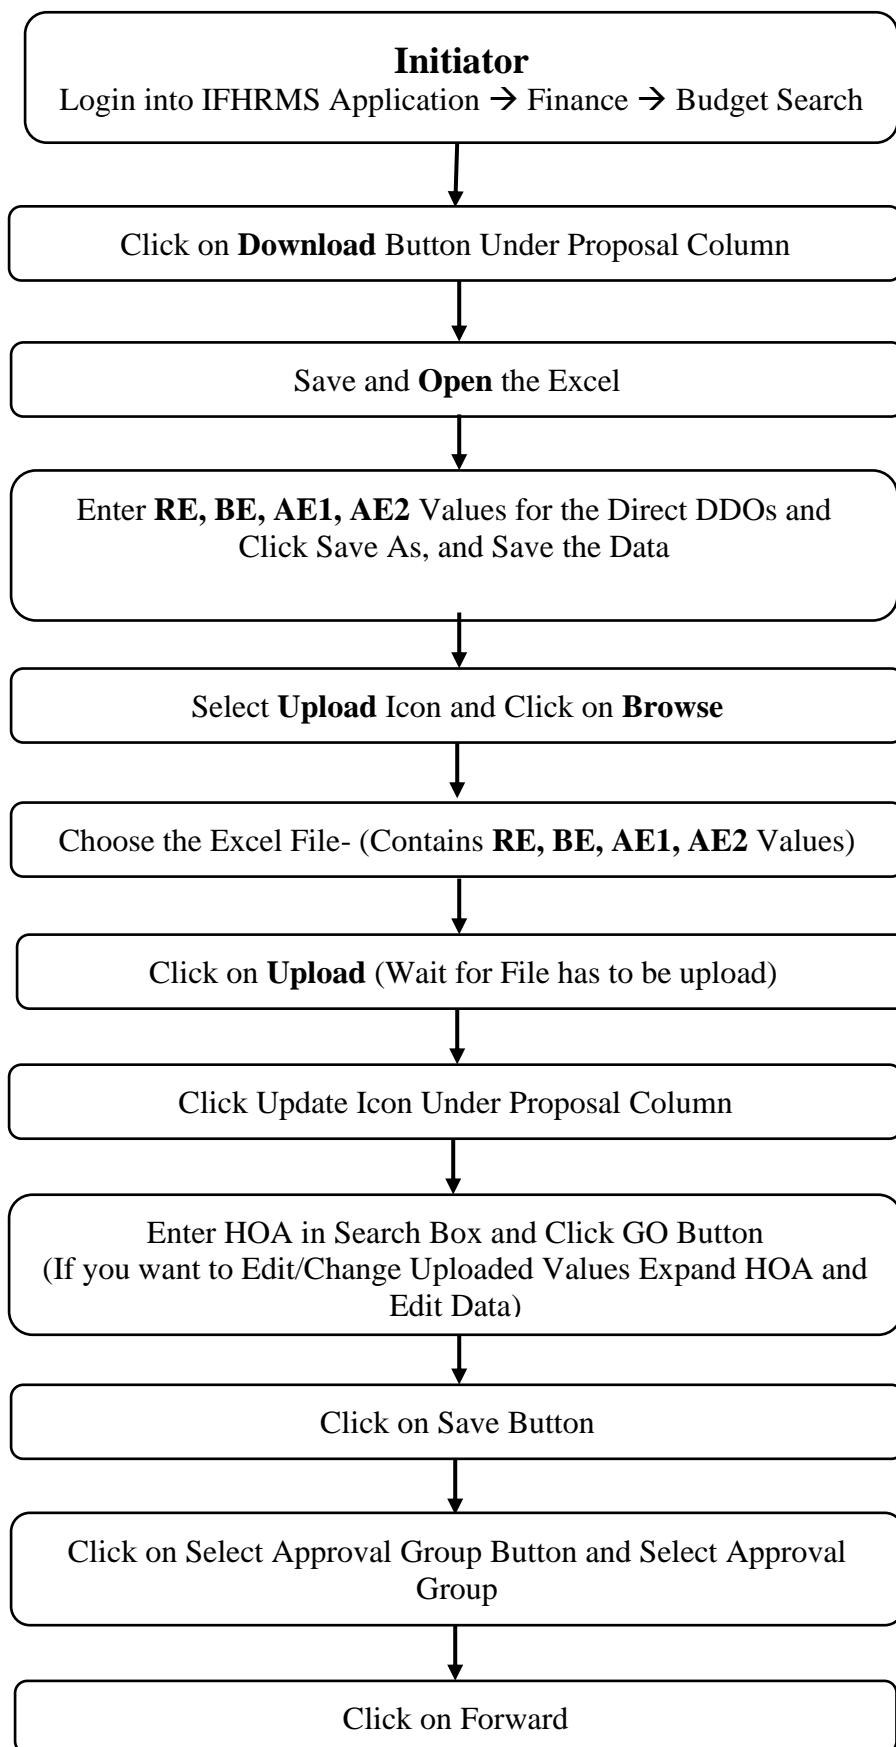 Initiator
Login into IFHRMS Application → Finance → Budget Search
Click on Download Button Under Proposal Column
Save and Open the Excel
Enter RE, BE, AE1, AE2 Values for the Direct DDOs and
Click Save As, and Save the Data
Select Upload Icon and Click on Browse
Choose the Excel File- (Contains RE, BE, AE1, AE2 Values)
Click on Upload (Wait for File has to be upload)
Click Update Icon Under Proposal Column
Enter HOA in Search Box and Click GO Button
(If you want to Edit/Change Uploaded Values Expand HOA and
Edit Data)
Click on Save Button
Click on Select Approval Group Button and Select Approval
Group
Click on Forward